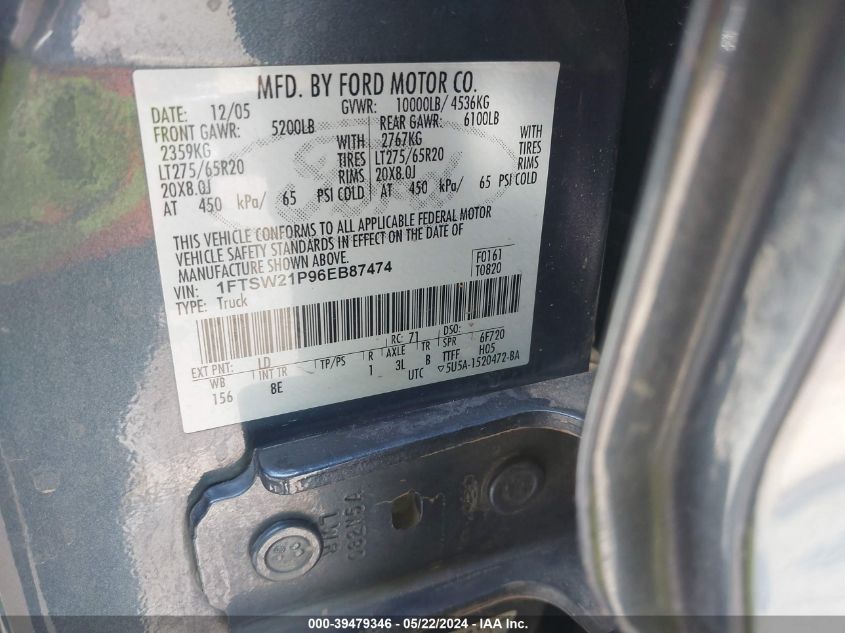 MFD. BY FORD MOTOR CO.
DATE: 12/05 GVWR: 10000LB/ 4536KG
FRONT GAWR: 5200LB REAR GAWR: 6100LB
2359KG WITH 2767KG WITH
LT275/65R20 TIRES LT275/65R20 TIRES
20X8.0J RIMS 20X8.0J RIMS
AT 450 kPa/ 65 PSI COLD AT 450 kPa/ 65 PSI COLD
THIS VEHICLE CONFORMS TO ALL APPLICABLE FEDERAL MOTOR
VEHICLE SAFETY STANDARDS IN EFFECT ON THE DATE OF
MANUFACTURE SHOWN ABOVE.
VIN: 1FTSW21P96EB87474 F0161
TYPE: Truck T0820
EXT PNT: 1D RC: 71 DSO:
WB INT TR TP/PS R AXLE TR SPR 6F720
156 8E 1 3L B TTFF H05
UTC ▽5U5A-1520472-BA
LWR
C82N5A
000-39479346 - 05/22/2024 - IAA Inc.